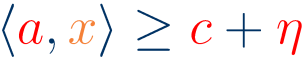 ⟨a, x⟩ ≥ c + η